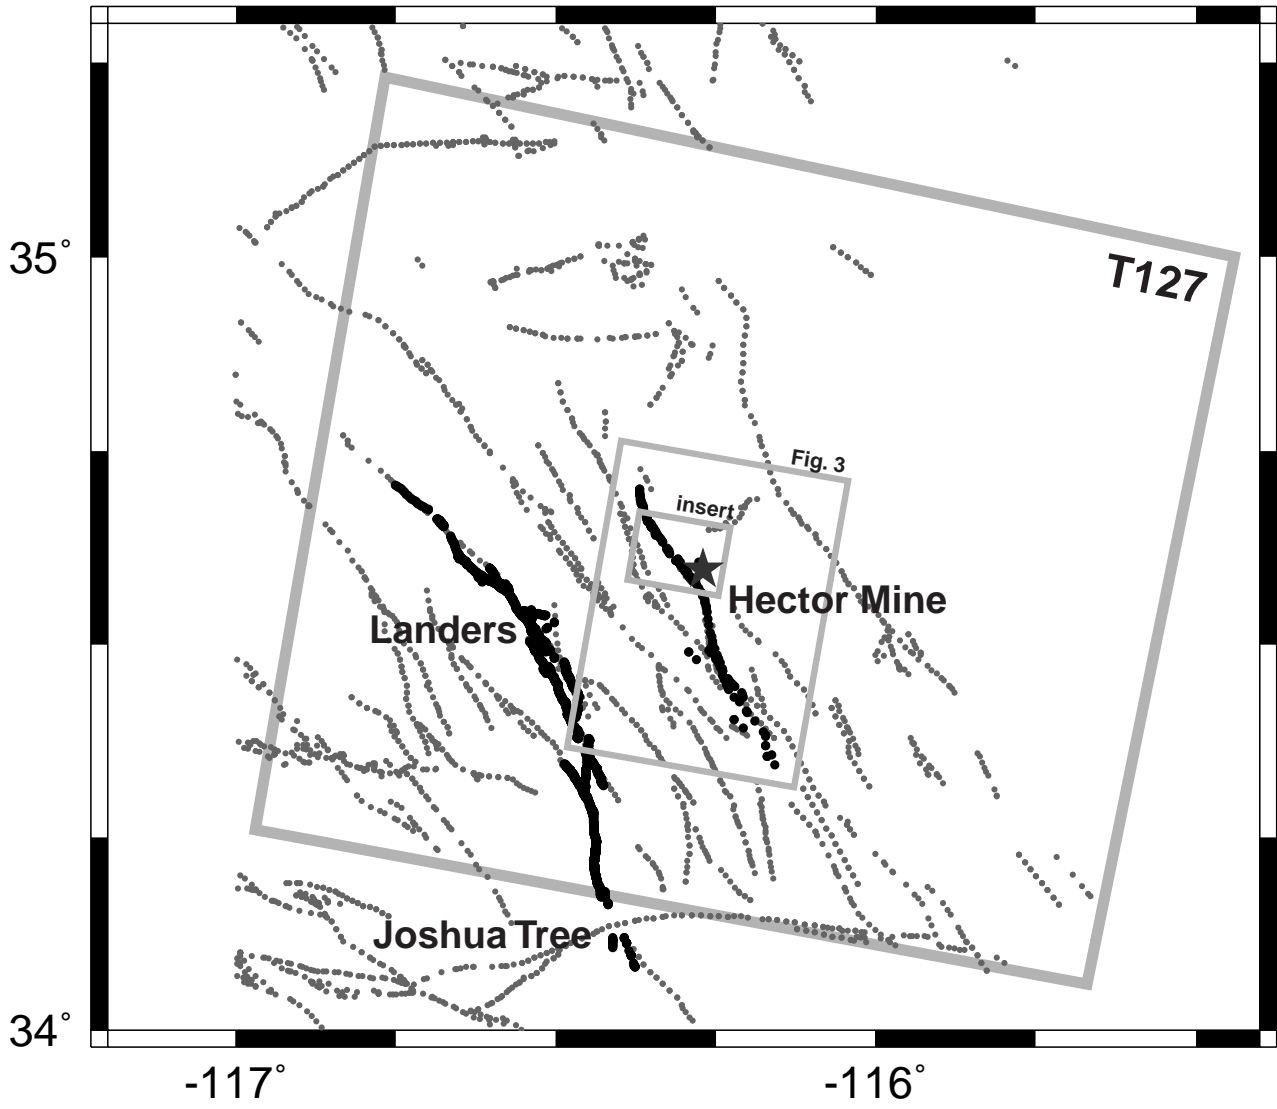 35°
T127
Fig. 3
insert
Hector Mine
Landers
Joshua Tree
34°
-117°
-116°